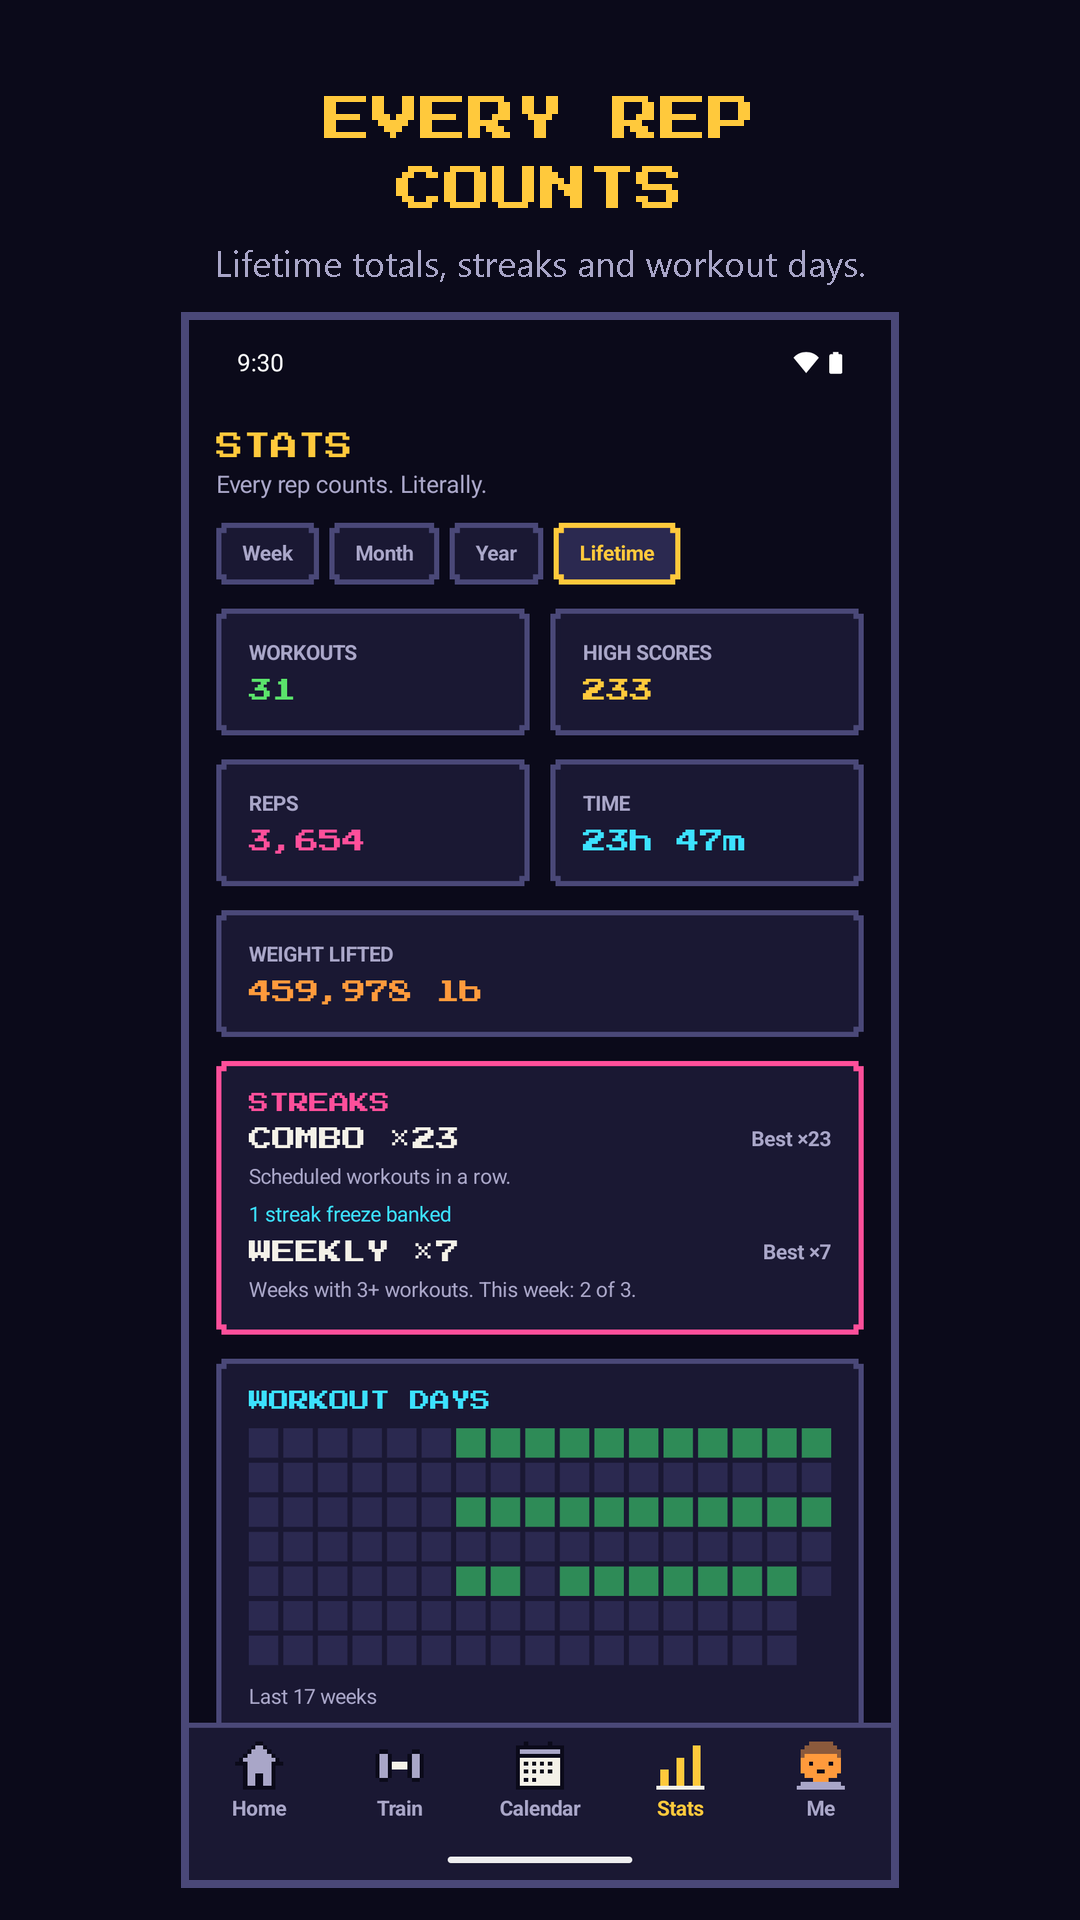 EVERY REP
COUNTS
Lifetime totals, streaks and workout days.
9:30
STATS
Every rep counts. Literally.
Week Month Year Lifetime
WORKOUTS HIGH SCORES
31 233
REPS TIME
3,654 23h 47m
WEIGHT LIFTED
459,978 lb
STREAKS
COMBO ×23 Best ×23
Scheduled workouts in a row.
1 streak freeze banked
WEEKLY ×7 Best ×7
Weeks with 3+ workouts. This week: 2 of 3.
WORKOUT DAYS
Last 17 weeks
Home Train Calendar Stats Me